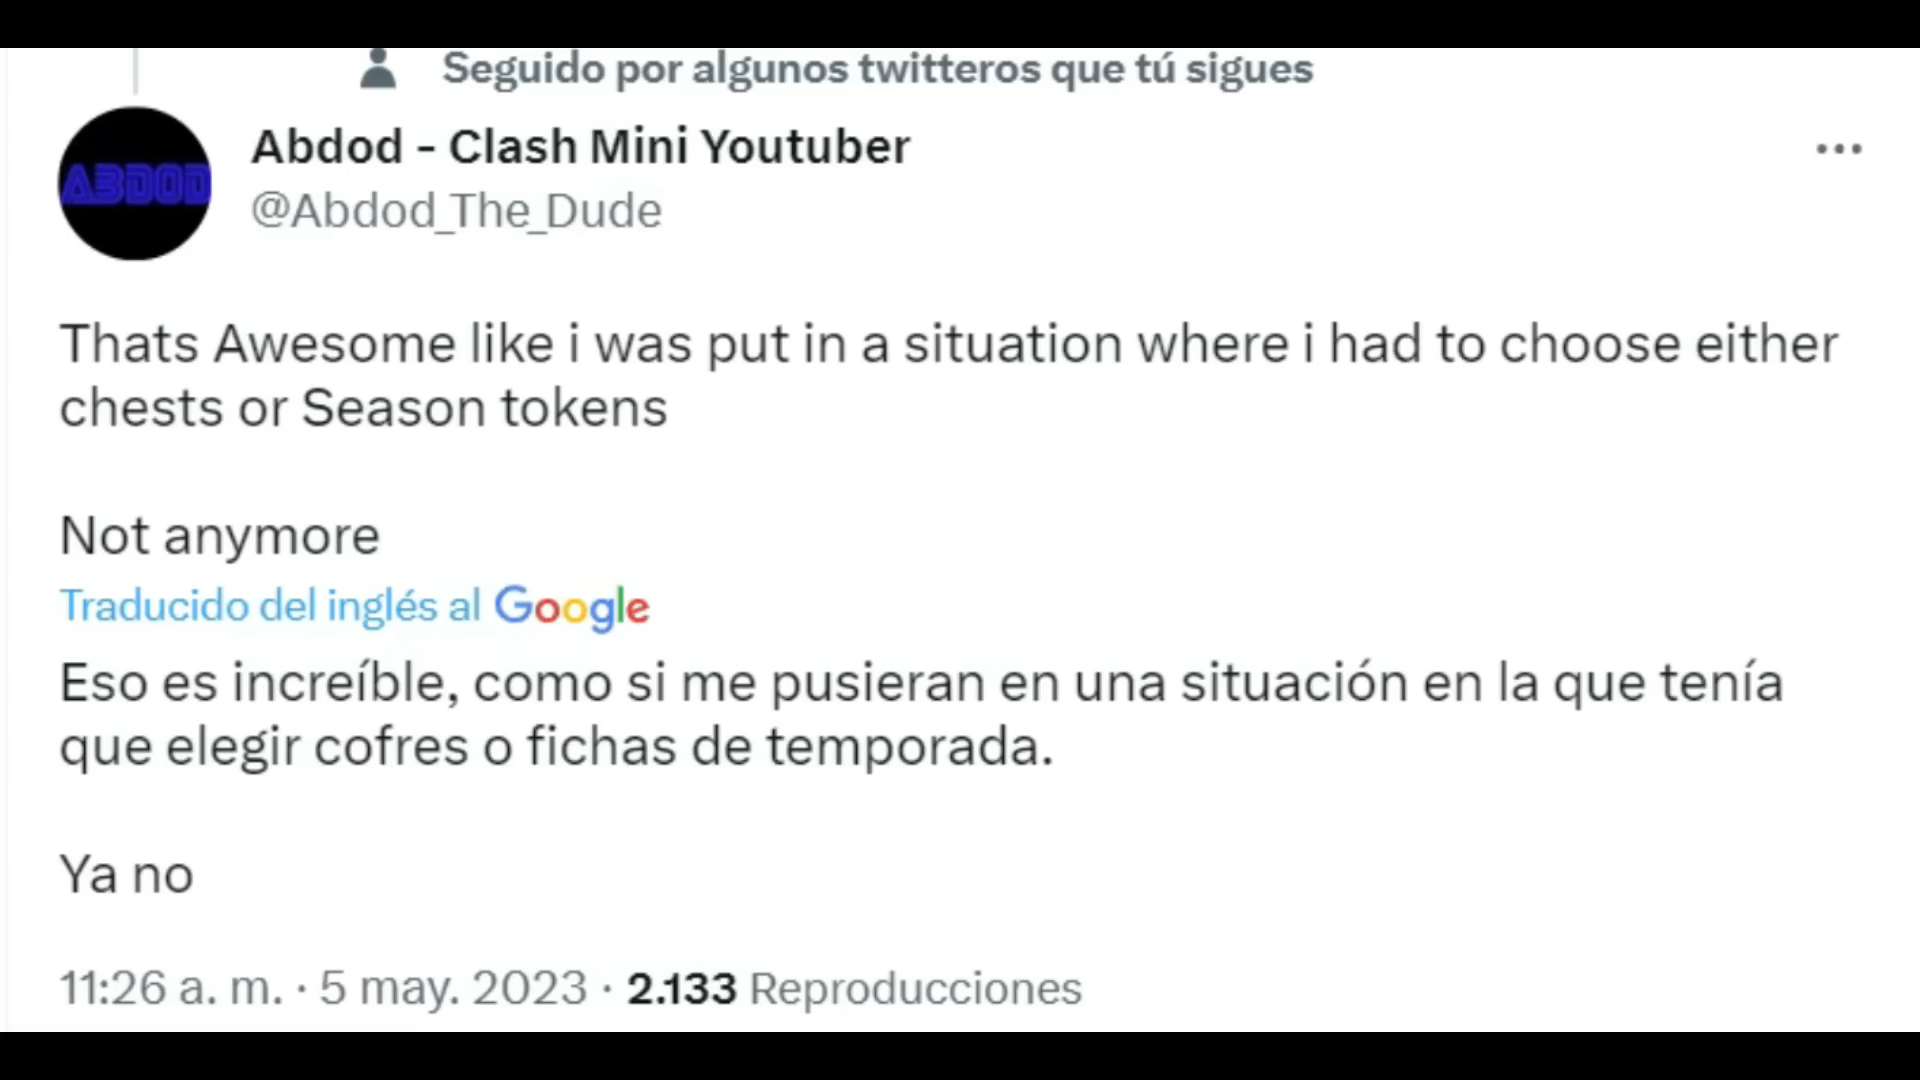 Seguido por algunos twitteros que tú sigues
ABDOD
Abdod - Clash Mini Youtuber
@Abdod_The_Dude
Thats Awesome like i was put in a situation where i had to choose either
chests or Season tokens
Not anymore
Traducido del inglés al Google
Eso es increíble, como si me pusieran en una situación en la que tenía
que elegir cofres o fichas de temporada.
Ya no
11:26 a. m. · 5 may. 2023 · 2.133 Reproducciones